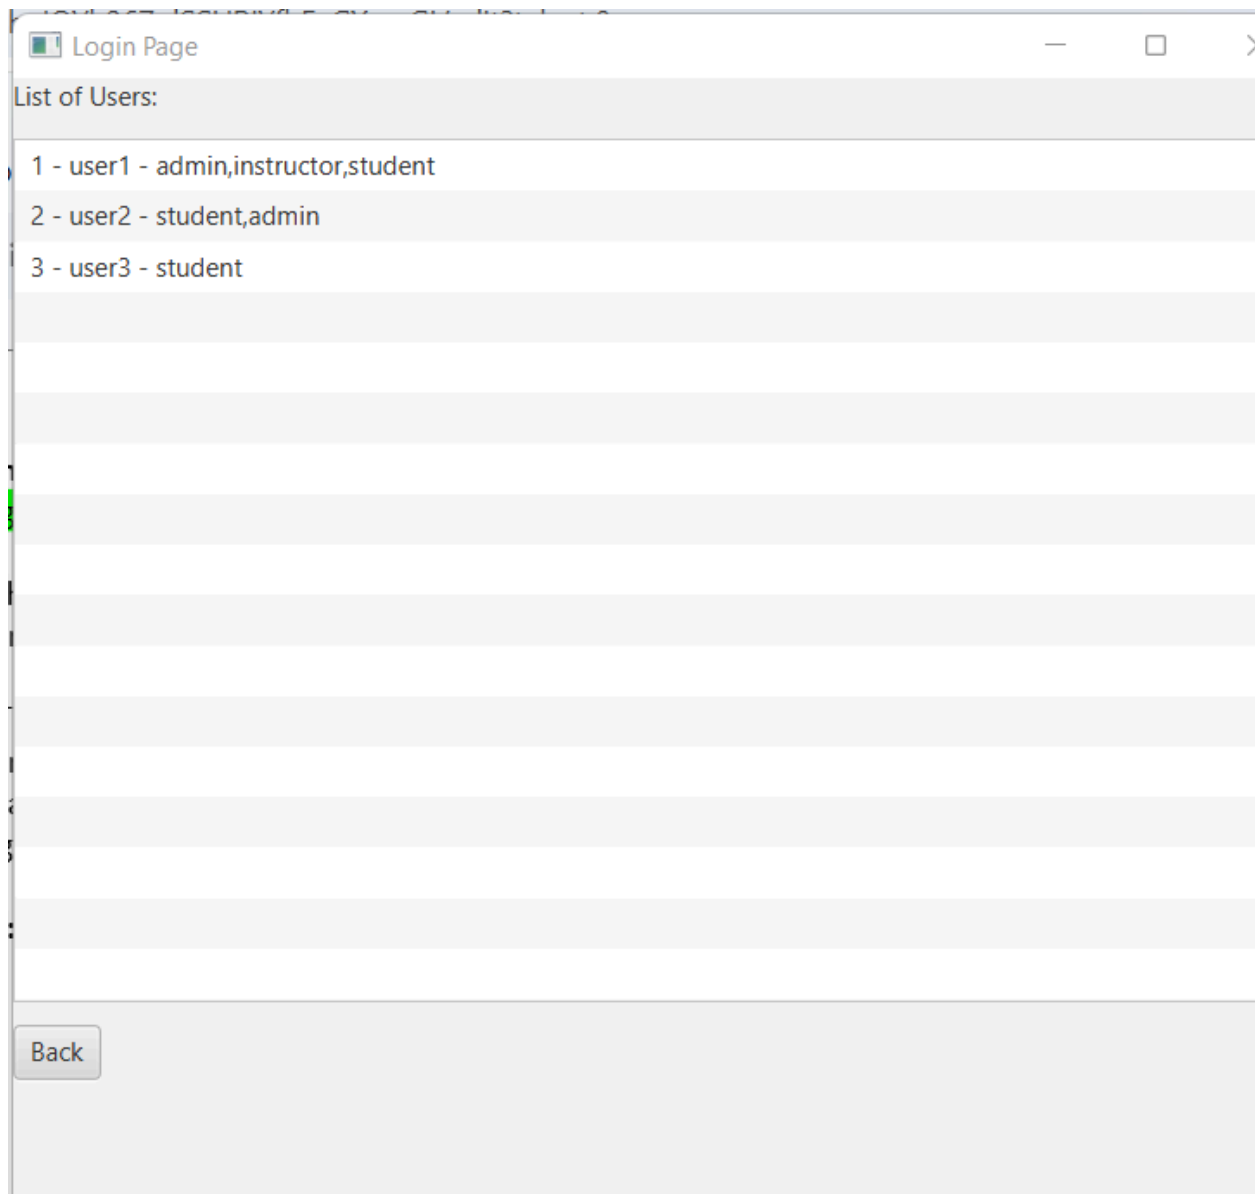 Login Page
List of Users:
1 - user1 - admin,instructor,student
2 - user2 - student,admin
3 - user3 - student
Back